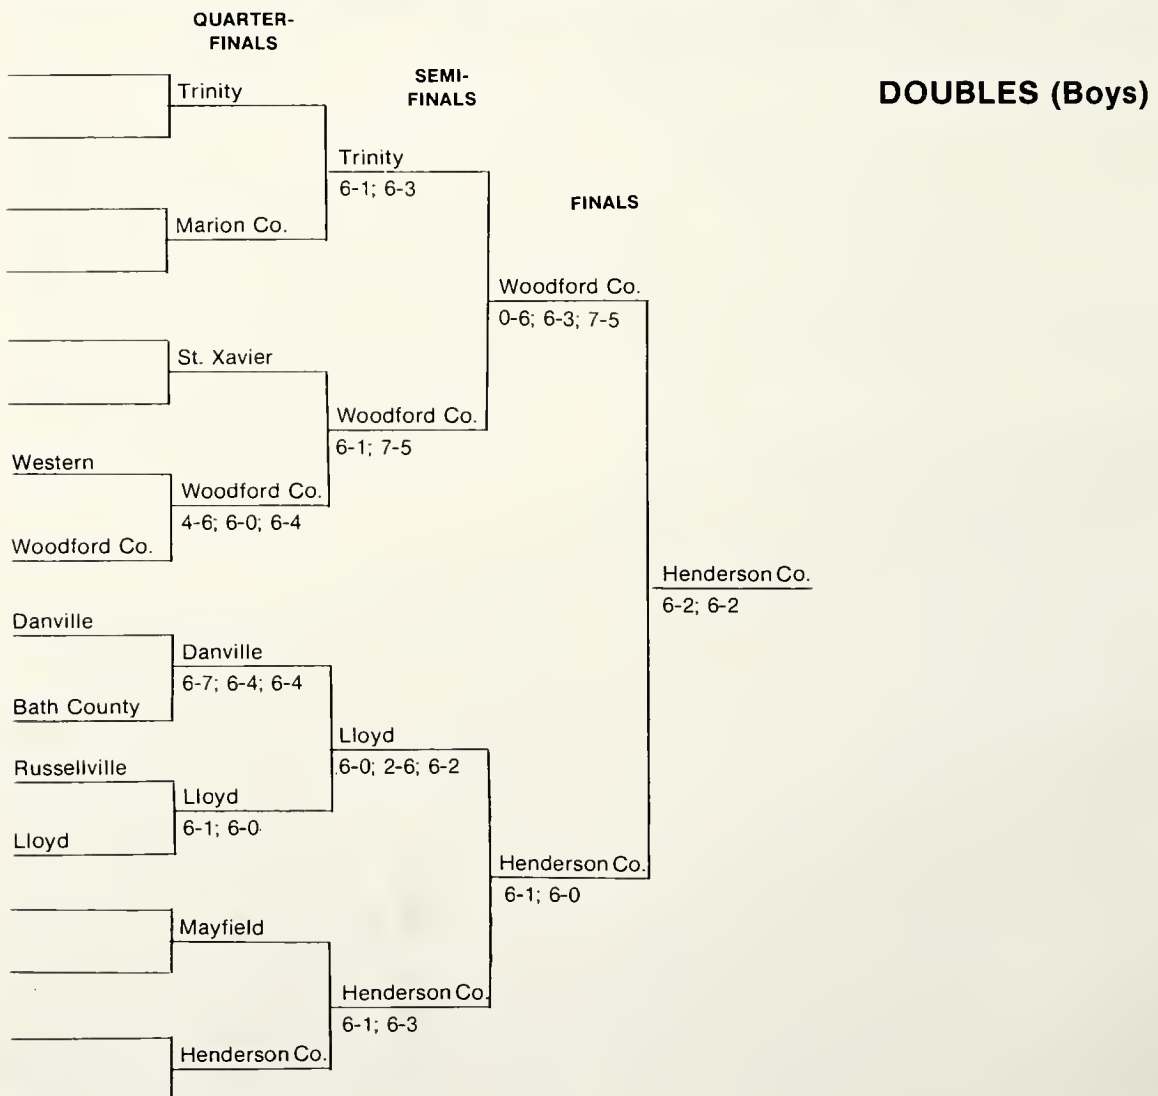 QUARTER-
FINALS
SEMI-
FINALS
DOUBLES (Boys)
FINALS
Trinity
Trinity
6-1; 6-3
Marion Co.
Woodford Co.
0-6; 6-3; 7-5
St. Xavier
Woodford Co.
6-1; 7-5
Western
Woodford Co.
4-6; 6-0; 6-4
Woodford Co.
Henderson Co.
6-2; 6-2
Danville
Danville
6-7; 6-4; 6-4
Bath County
Lloyd
6-0; 2-6; 6-2
Russellville
Lloyd
6-1; 6-0
Lloyd
Henderson Co.
6-1; 6-0
Mayfield
Henderson Co.
6-1; 6-3
Henderson Co.